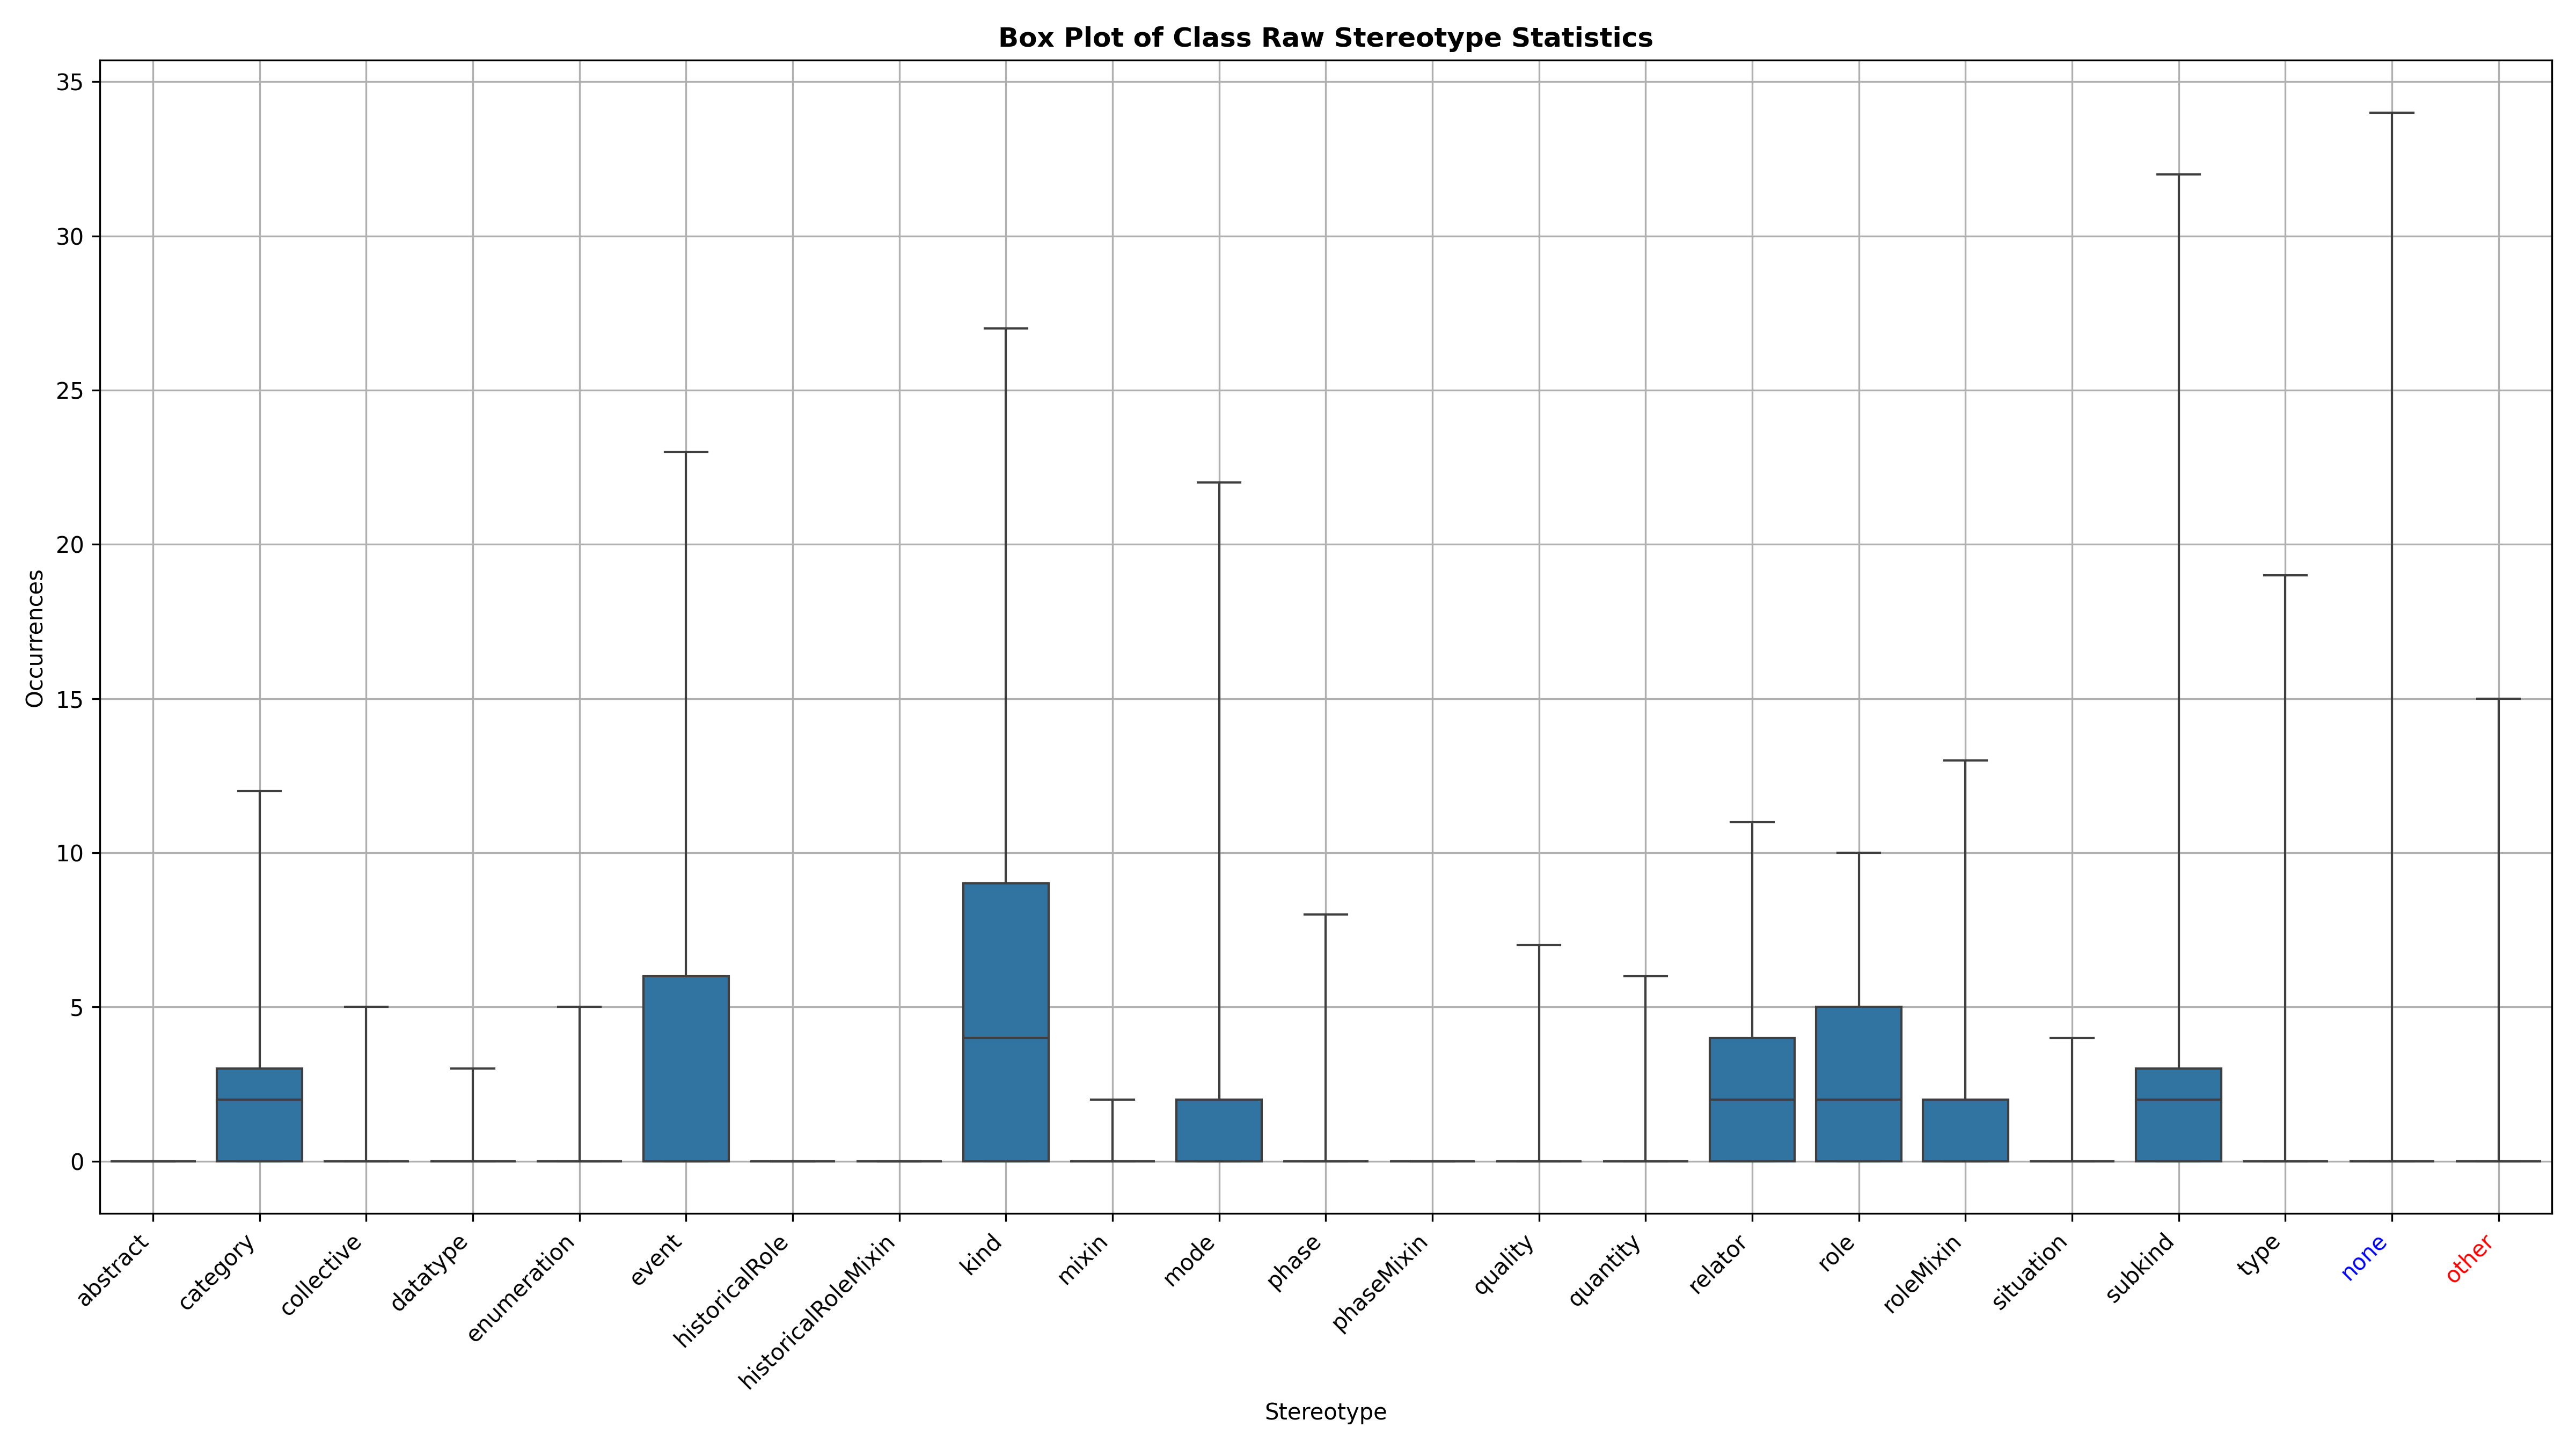 Box Plot of Class Raw Stereotype Statistics
35
30
25
20
15
10
5
0
Occurrences
abstract
category
collective
datatype
enumeration
event
historicalRole
historicalRoleMixin
kind
mixin
mode
phase
phaseMixin
quality
quantity
relator
role
roleMixin
situation
subkind
type
none
other
Stereotype